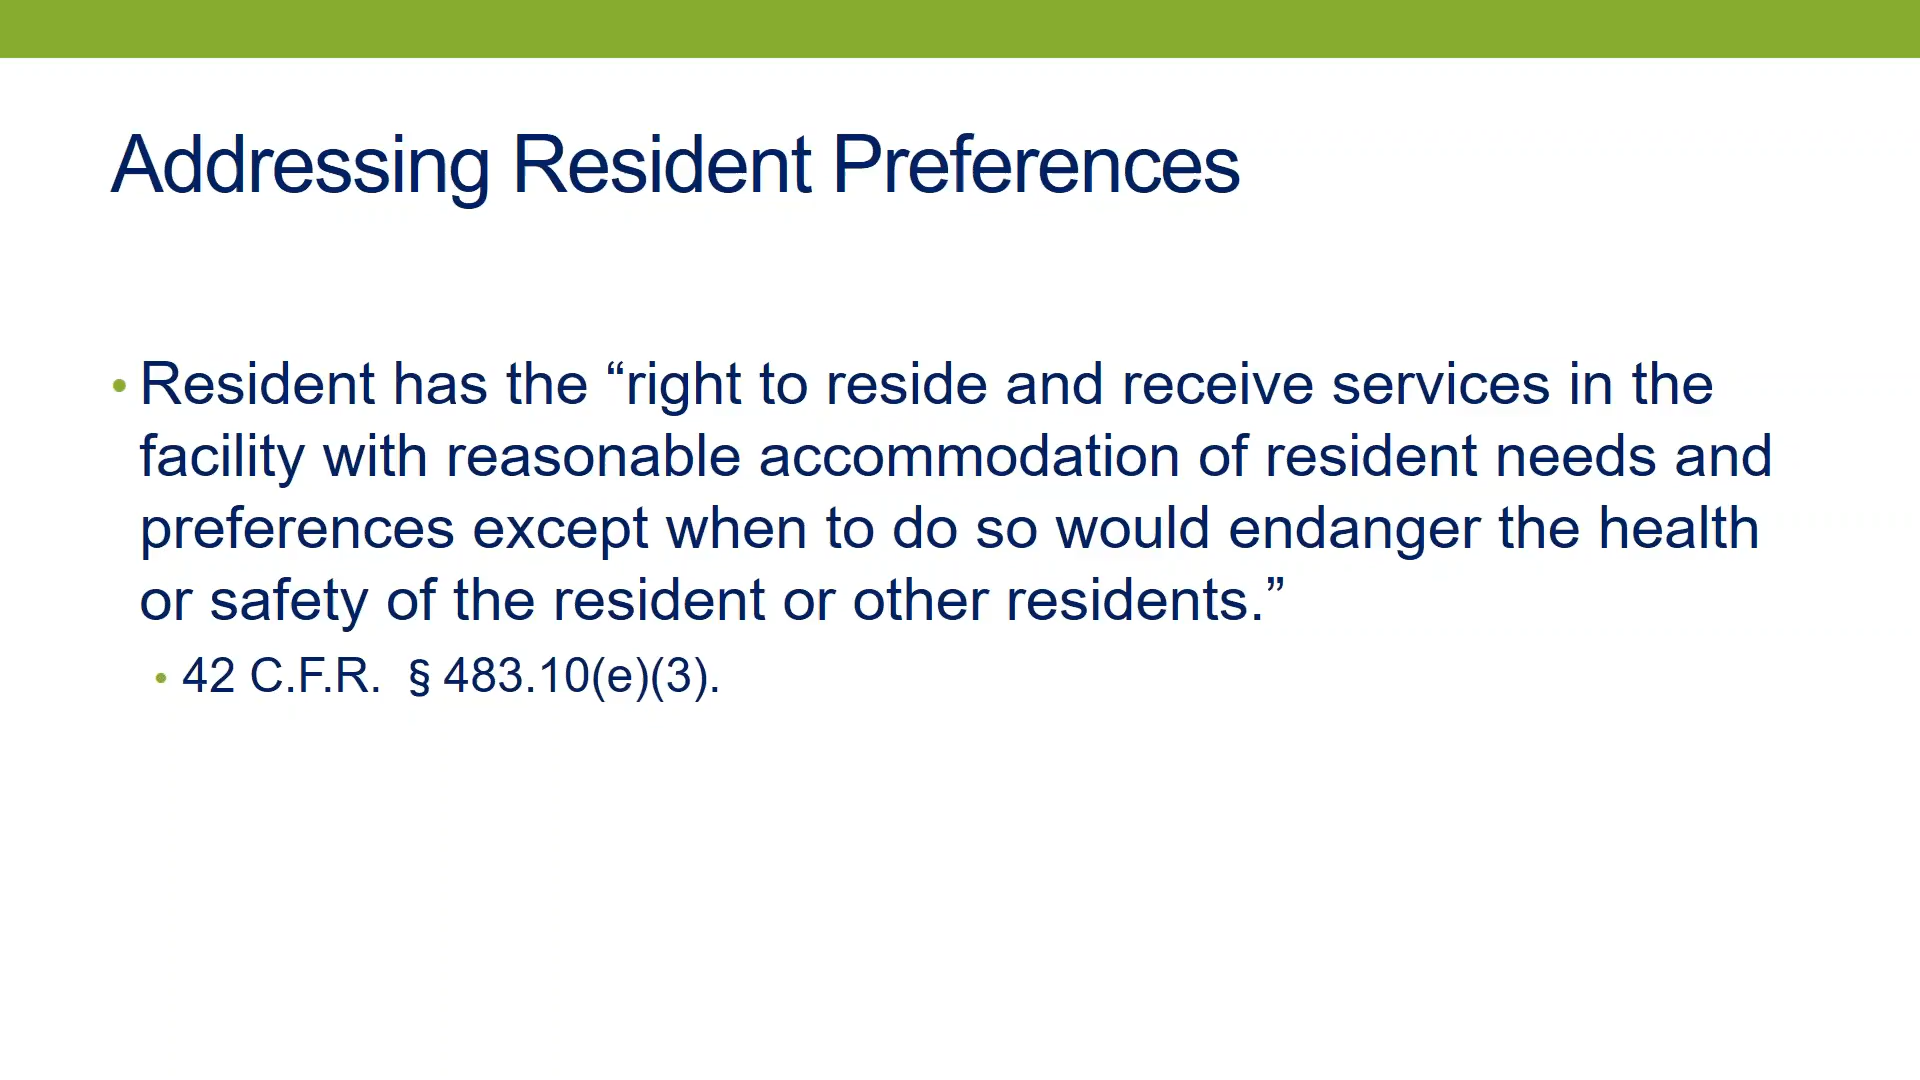 Addressing Resident Preferences
• Resident has the “right to reside and receive services in the
facility with reasonable accommodation of resident needs and
preferences except when to do so would endanger the health
or safety of the resident or other residents.”
• 42 C.F.R.  § 483.10(e)(3).